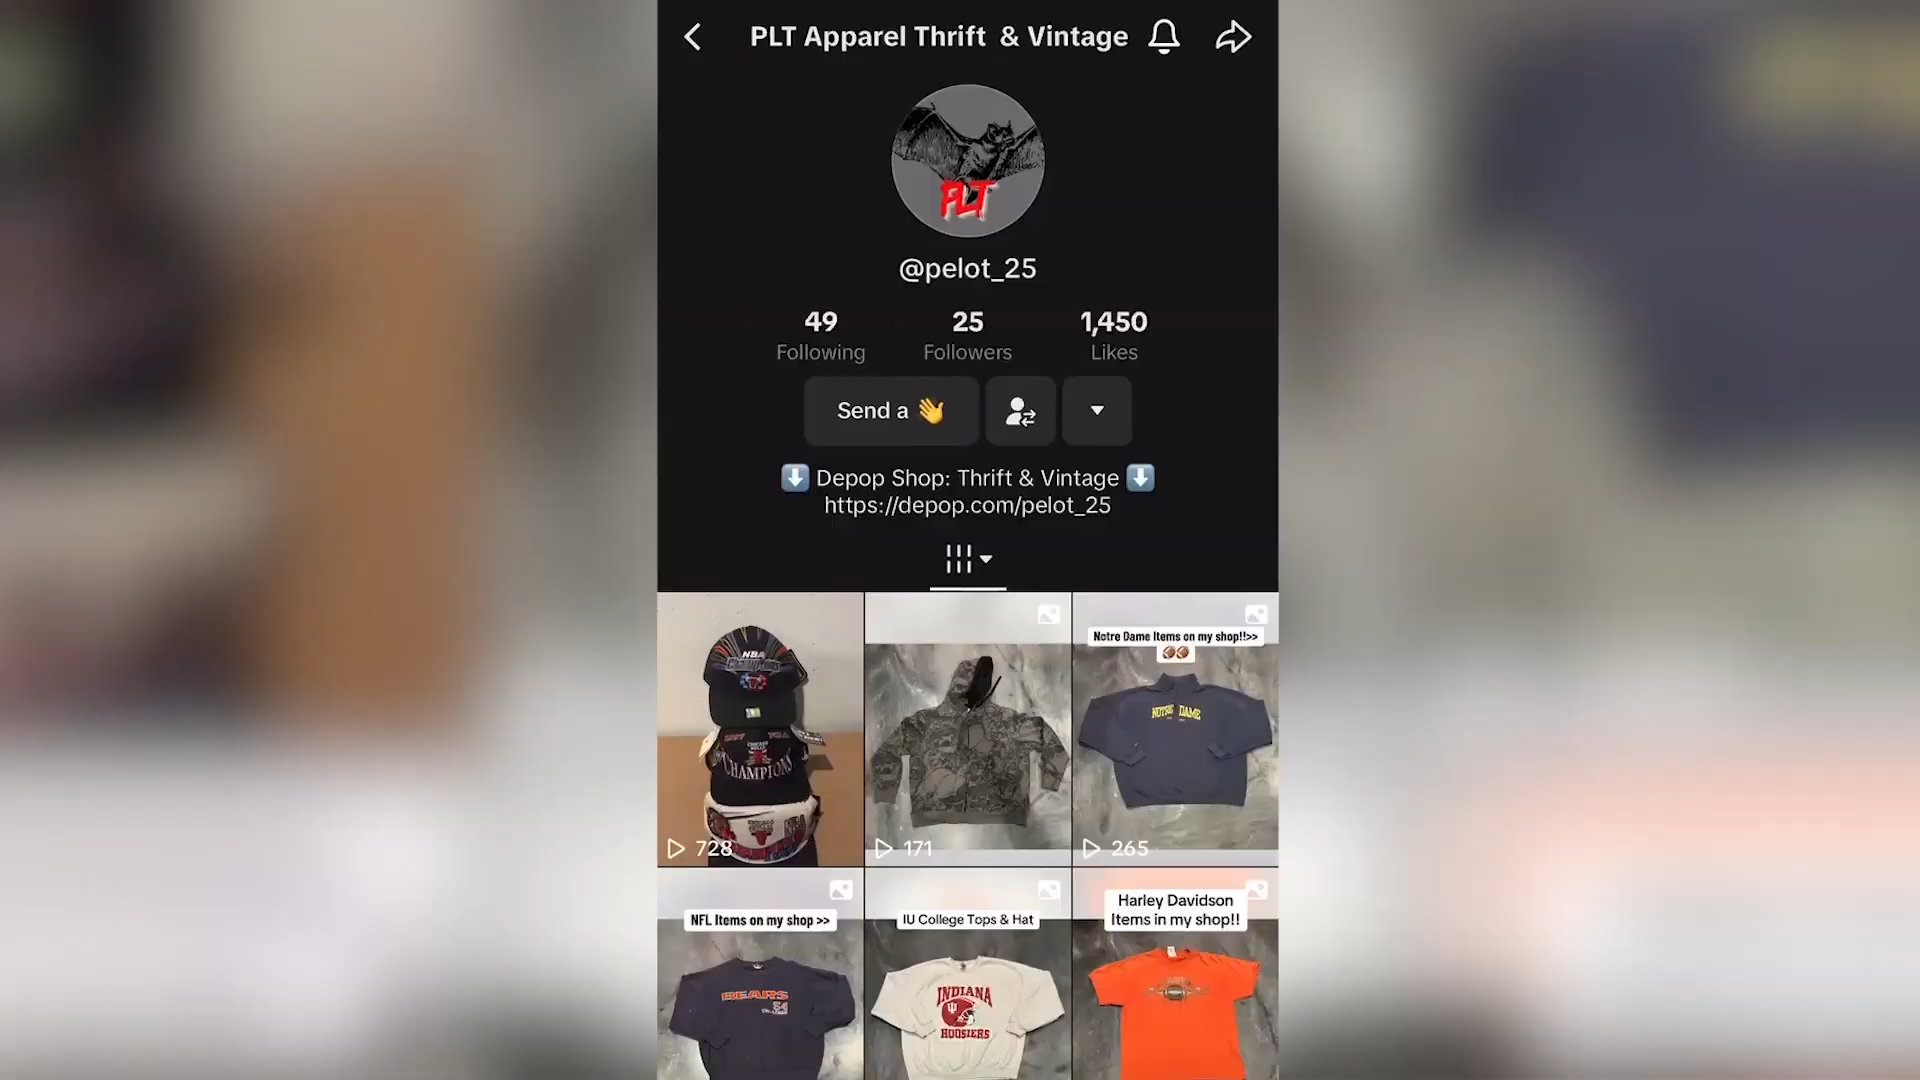 PLT Apparel Thrift & Vintage
PLT
@pelot_25
49 25 1,450
Following Followers Likes
Send a 👋
⬇️ Depop Shop: Thrift & Vintage ⬇️
https://depop.com/pelot_25
NBA
CHAMPIONS
728
171
Notre Dame Items on my shop!!>>
🏈🏈
NOTRE DAME
265
NFL Items on my shop >>
BEARS
54
IU College Tops & Hat
INDIANA
HOOSIERS
Harley Davidson
Items in my shop!!